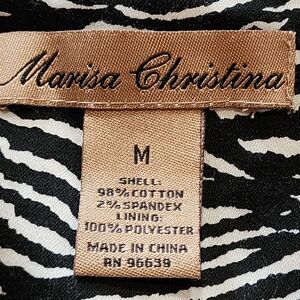 Marisa Christina
M
SHELL:
98% COTTON
2% SPANDEX
LINING:
100% POLYESTER
MADE IN CHINA
RN 96639